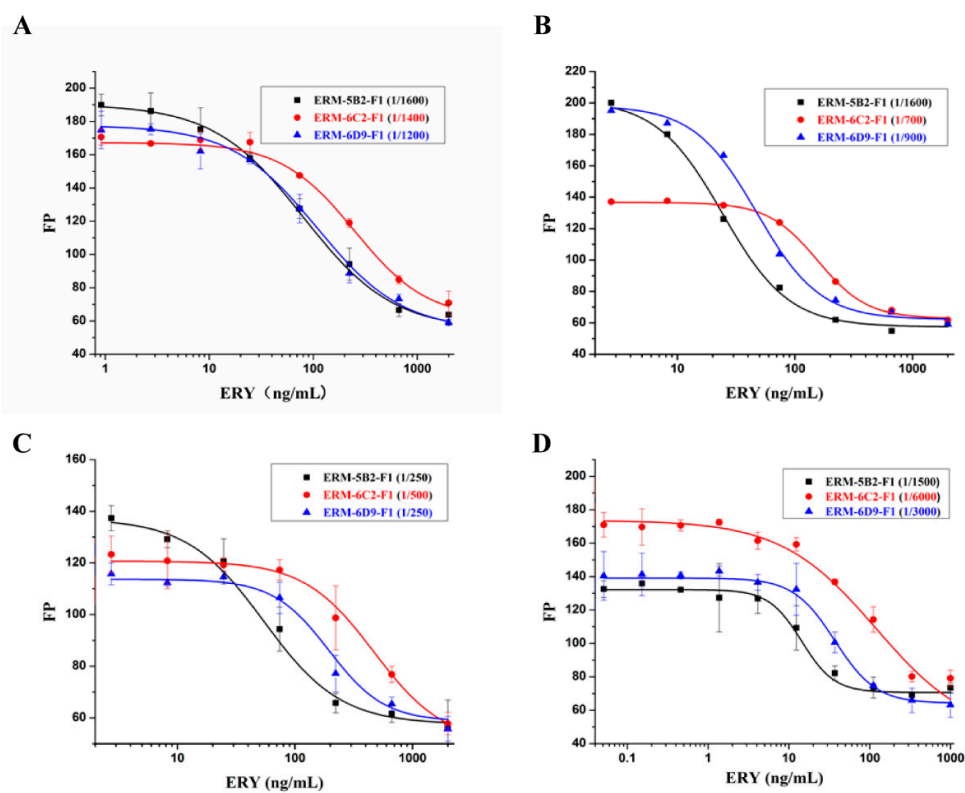 A
FP
200
180
160
140
120
100
80
60
40
1
10
100
1000
ERY（ng/mL）
ERM-5B2-F1 (1/1600)
ERM-6C2-F1 (1/1400)
ERM-6D9-F1 (1/1200)
B
FP
220
200
180
160
140
120
100
80
60
40
10
100
1000
ERY (ng/mL)
ERM-5B2-F1 (1/1600)
ERM-6C2-F1 (1/700)
ERM-6D9-F1 (1/900)
C
FP
160
140
120
100
80
60
10
100
1000
ERY (ng/mL)
ERM-5B2-F1 (1/250)
ERM-6C2-F1 (1/500)
ERM-6D9-F1 (1/250)
D
FP
200
180
160
140
120
100
80
60
40
0.1
1
10
100
1000
ERY (ng/mL)
ERM-5B2-F1 (1/1500)
ERM-6C2-F1 (1/6000)
ERM-6D9-F1 (1/3000)